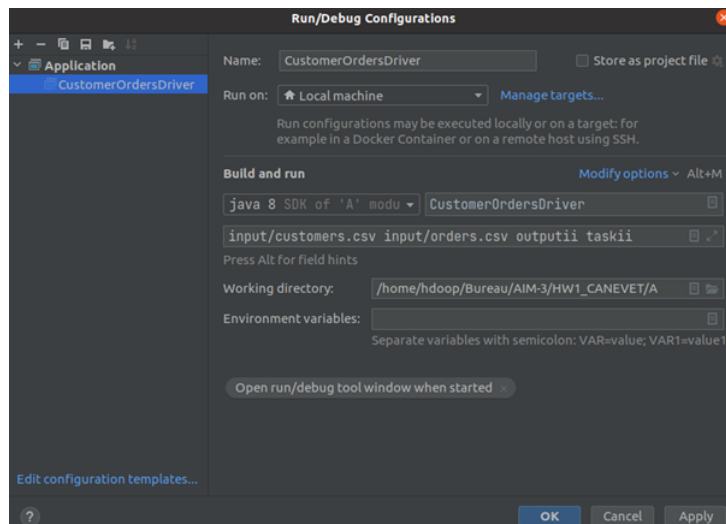 Run/Debug Configurations
Application
CustomerOrdersDriver
Name: CustomerOrdersDriver Store as project file
Run on: Local machine Manage targets...
Run configurations may be executed locally or on a target: for
example in a Docker Container or on a remote host using SSH.
Build and run Modify options Alt+M
java 8 SDK of 'A' modu CustomerOrdersDriver
input/customers.csv input/orders.csv outputii taskii
Press Alt for field hints
Working directory: /home/hdoop/Bureau/AIM-3/HW1_CANEVET/A
Environment variables:
Separate variables with semicolon: VAR=value; VAR1=value1
Open run/debug tool window when started ×
Edit configuration templates...
? OK Cancel Apply